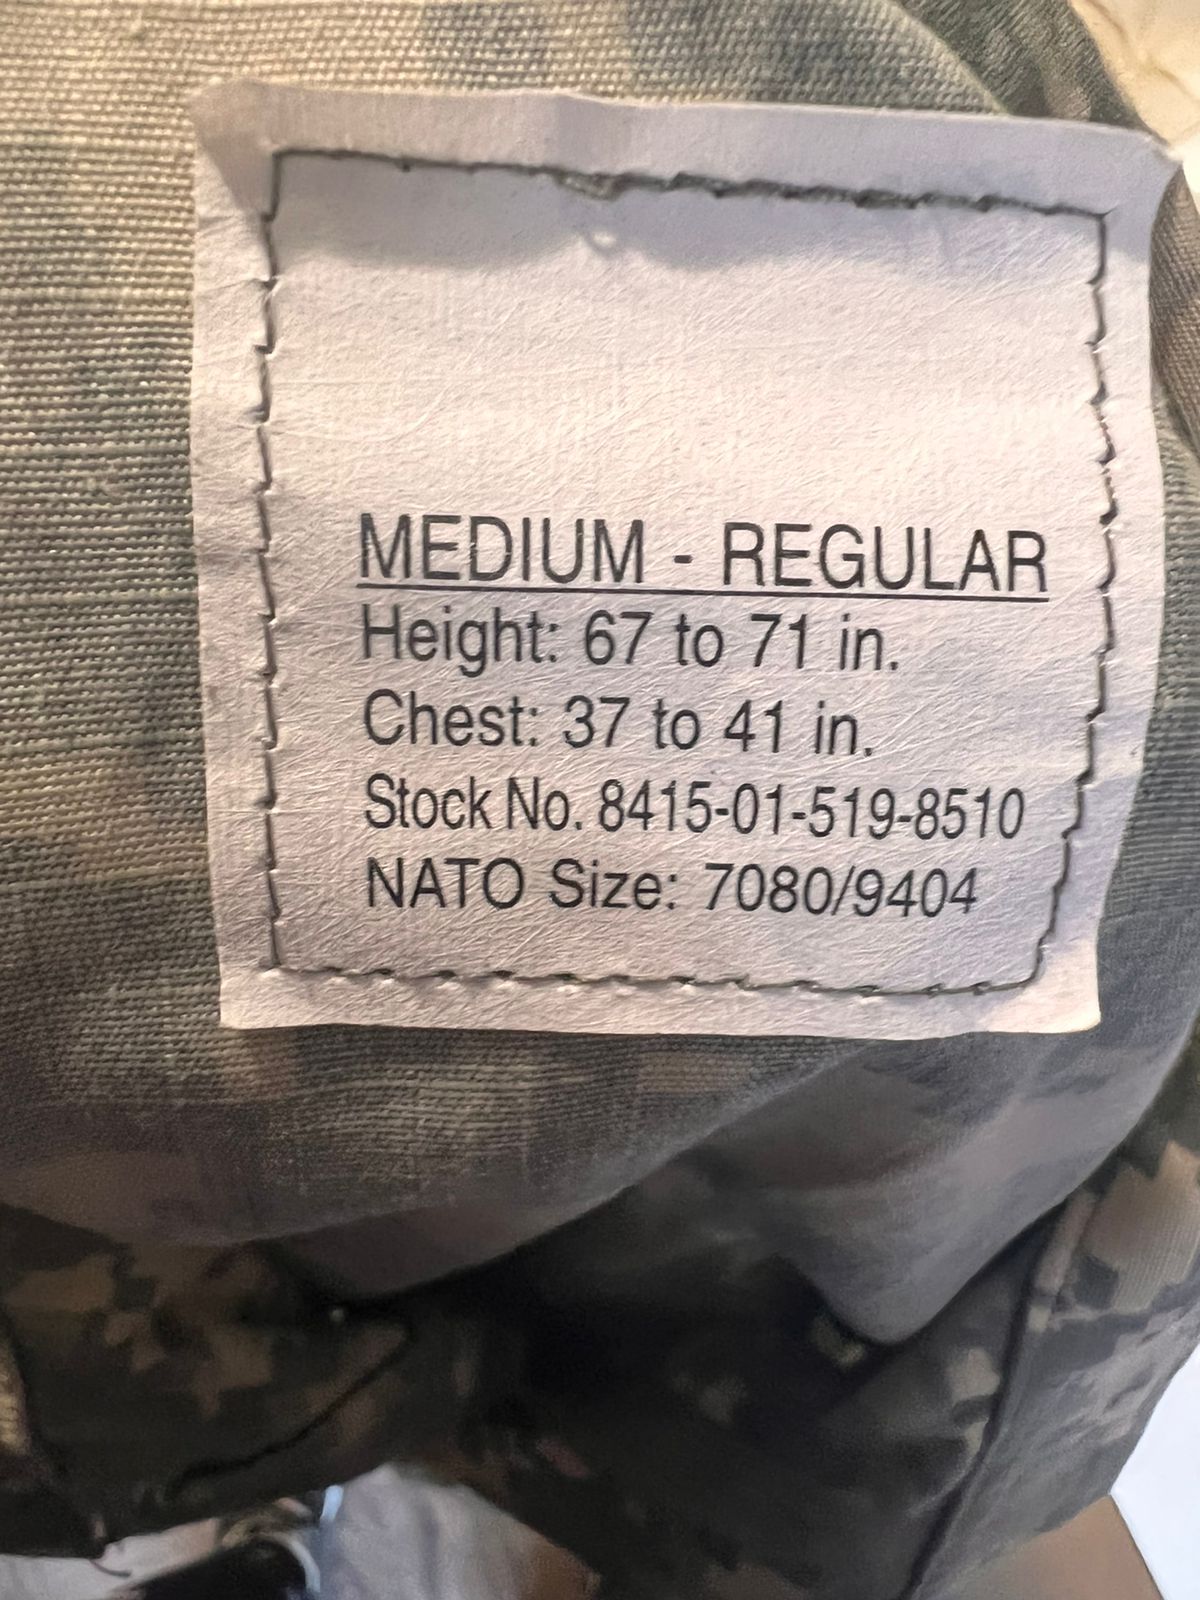 MEDIUM - REGULAR
Height: 67 to 71 in.
Chest: 37 to 41 in.
Stock No. 8415-01-519-8510
NATO Size: 7080/9404